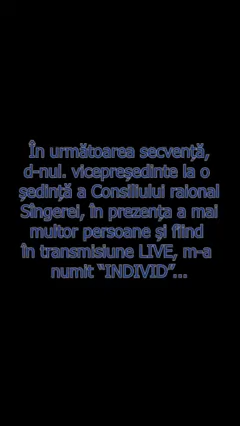 În următoarea secvență,
d-nul. vicepreședinte la o
ședință a Consiliului raional
Sîngerei, în prezența a mai
multor persoane și fiind
în transmisiune LIVE, m-a
numit “INDIVID”...